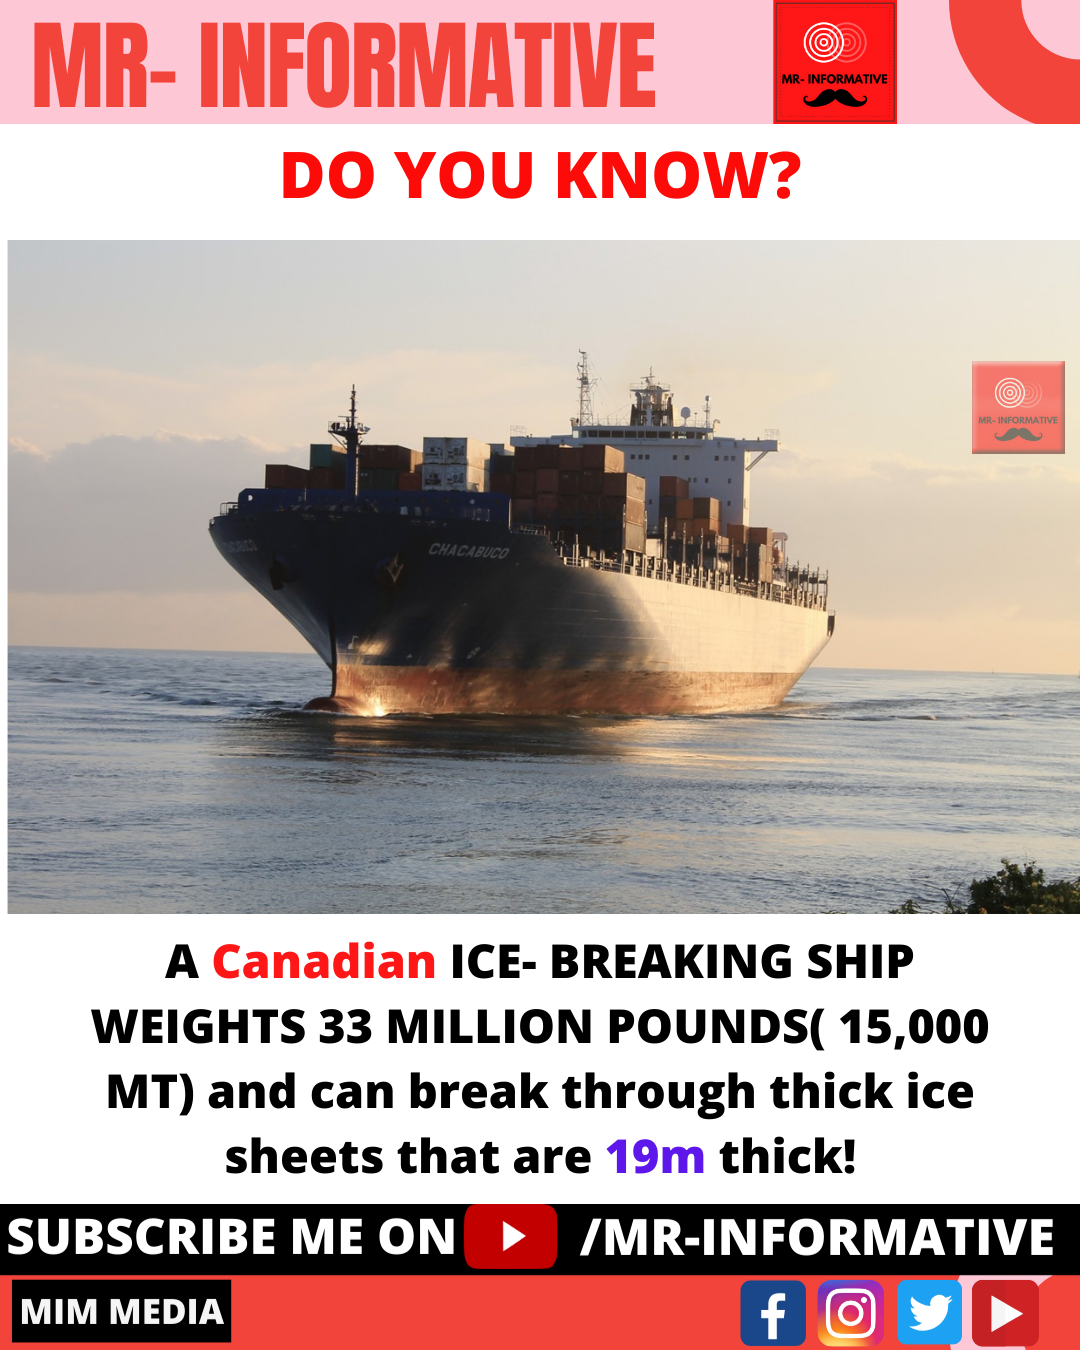 MR- INFORMATIVE
MR- INFORMATIVE
DO YOU KNOW?
MR- INFORMATIVE
CHACABUCO
A Canadian ICE- BREAKING SHIP
WEIGHTS 33 MILLION POUNDS( 15,000
MT) and can break through thick ice
sheets that are 19m thick!
SUBSCRIBE ME ON /MR-INFORMATIVE
MIM MEDIA